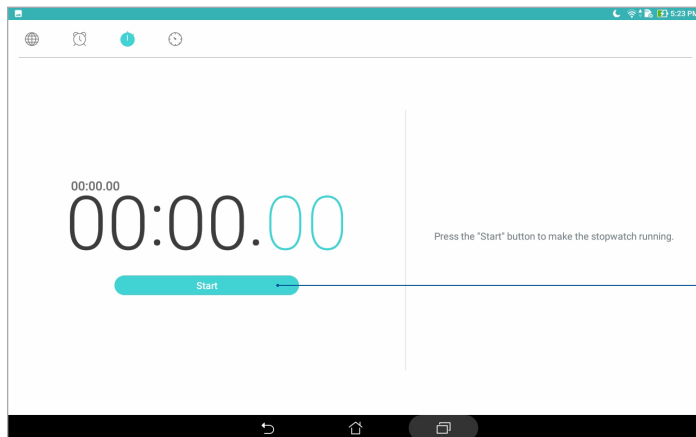 5:23 PM
00:00.00
00:00.00
Press the "Start" button to make the stopwatch running.
Start